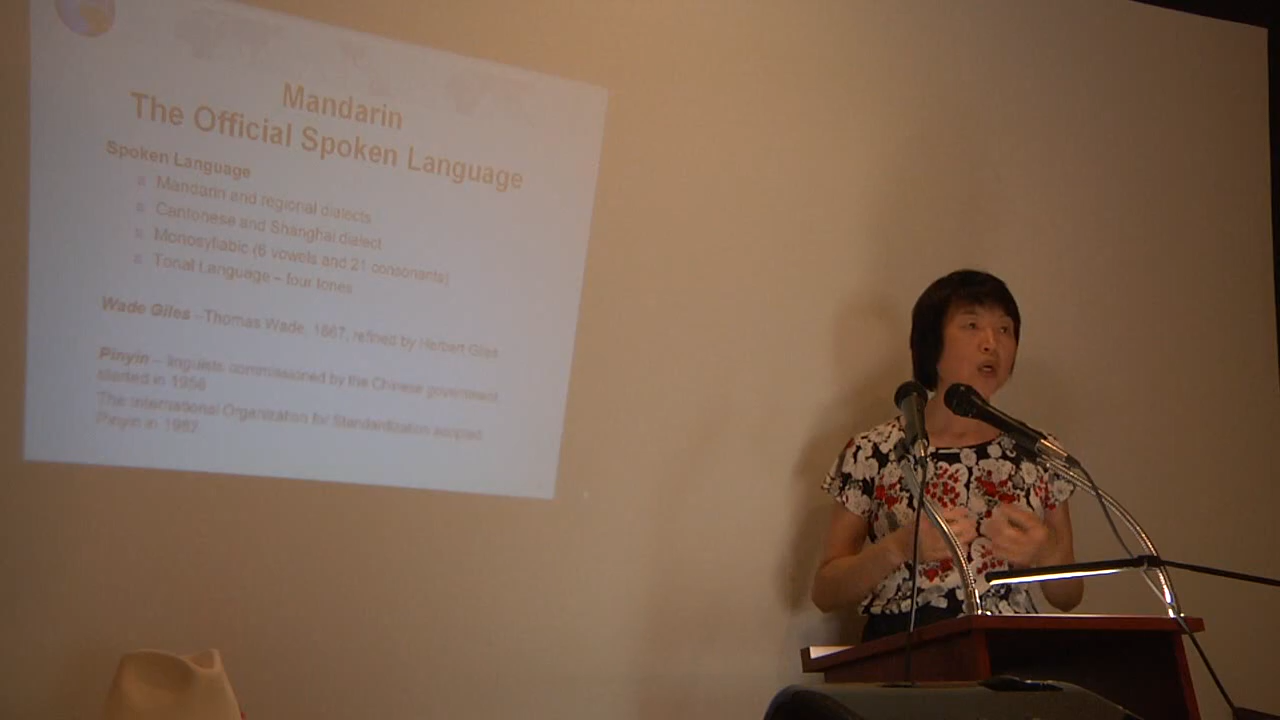 Mandarin
The Official Spoken Language
Spoken Language
Mandarin and regional dialects
Cantonese and Shanghai dialect
Monosyllabic (6 vowels and 21 consonants)
Tonal Language – four tones
Wade Giles – Thomas Wade, 1867, refined by Herbert Giles
Pinyin – linguists commissioned by the Chinese government
started in 1956
The International Organization for Standardization adopted
Pinyin in 1982